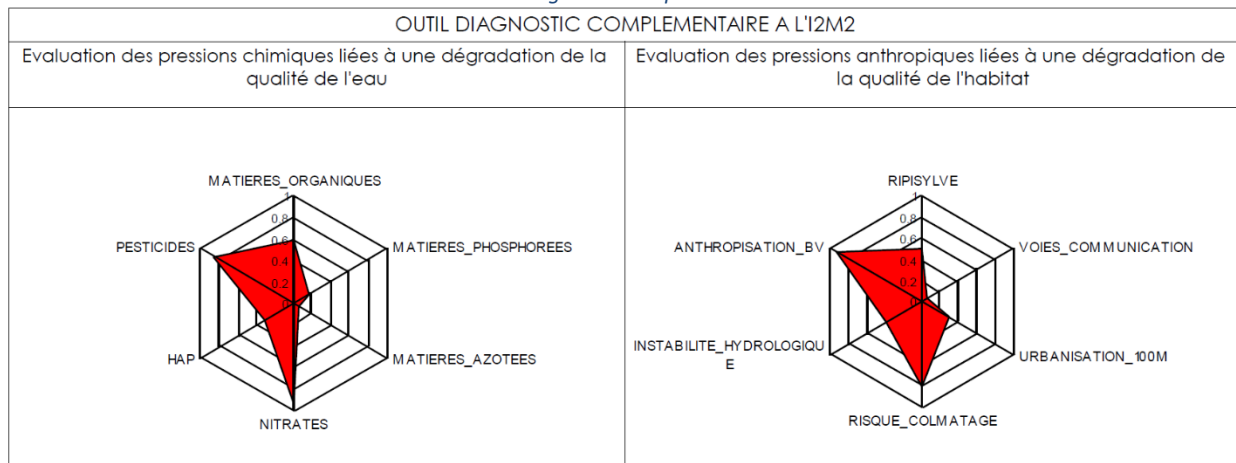 OUTIL DIAGNOSTIC COMPLEMENTAIRE A L'I2M2
Evaluation des pressions chimiques liées à une dégradation de la
qualité de l'eau
Evaluation des pressions anthropiques liées à une dégradation de
la qualité de l'habitat
MATIERES_ORGANIQUES
1
0.8
0.6
0.4
0.2
0
PESTICIDES
MATIERES_PHOSPHOREES
HAP
MATIERES_AZOTEES
NITRATES
RIPISYLVE
1
0.8
0.6
0.4
0.2
0
ANTHROPISATION_BV
VOIES_COMMUNICATION
INSTABILITE_HYDROLOGIQU
E
URBANISATION_100M
RISQUE_COLMATAGE